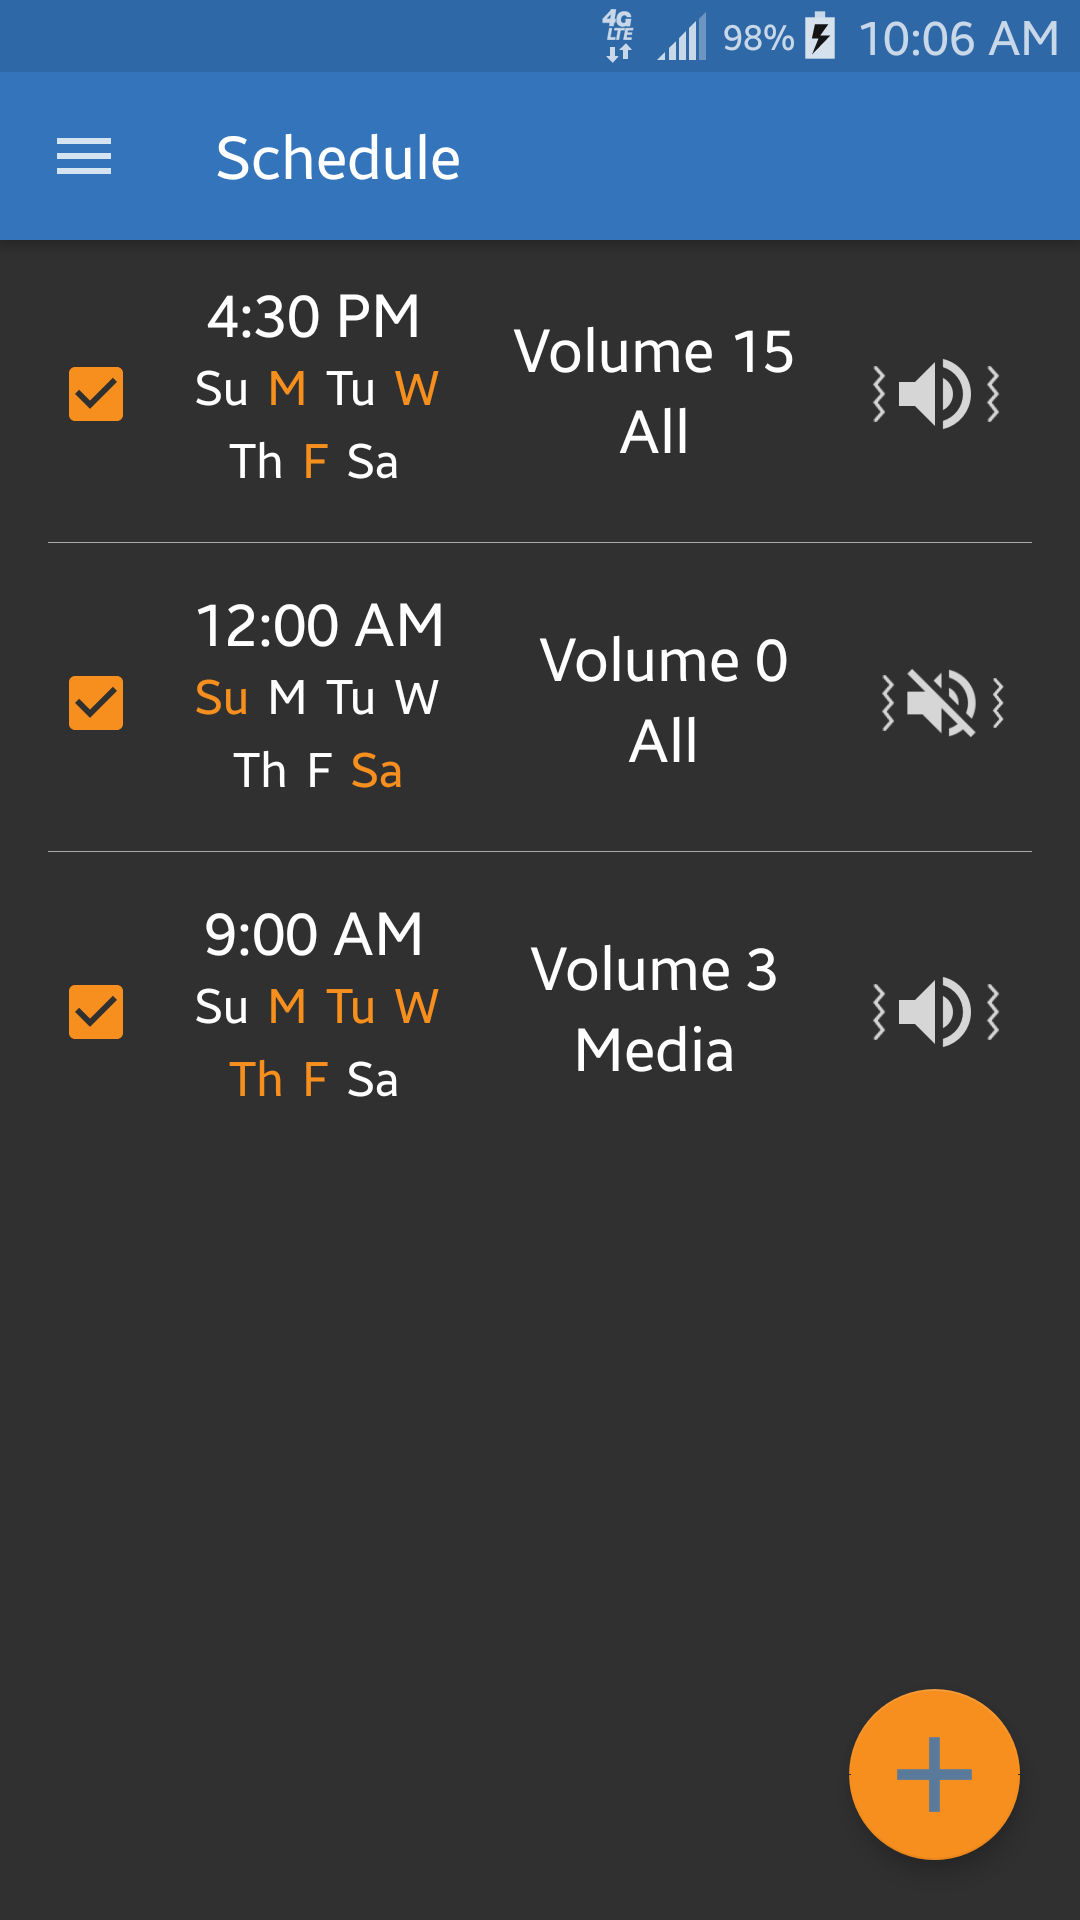 4G LTE 98% 10:06 AM
Schedule
4:30 PM
Su M Tu W
Th F Sa
Volume 15
All
12:00 AM
Su M Tu W
Th F Sa
Volume 0
All
9:00 AM
Su M Tu W
Th F Sa
Volume 3
Media